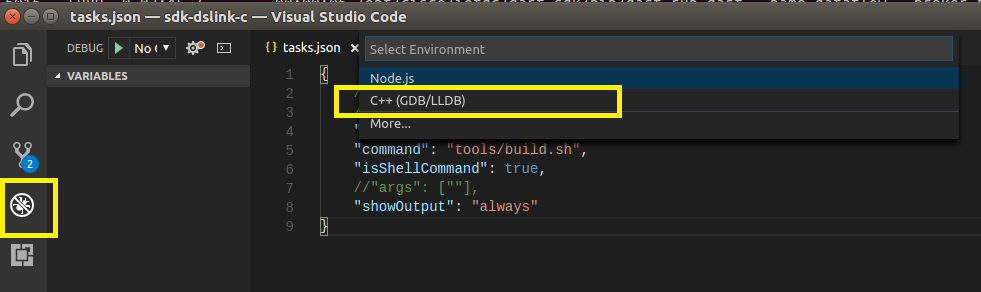 tasks.json — sdk-dslink-c — Visual Studio Code
DEBUG No C
VARIABLES
{} tasks.json
Select Environment
Node.js
C++ (GDB/LLDB)
More...
1 {
2 //
3 /
4 "
5 "command": "tools/build.sh",
6 "isShellCommand": true,
7 //"args": [""],
8 "showOutput": "always"
9 }
2